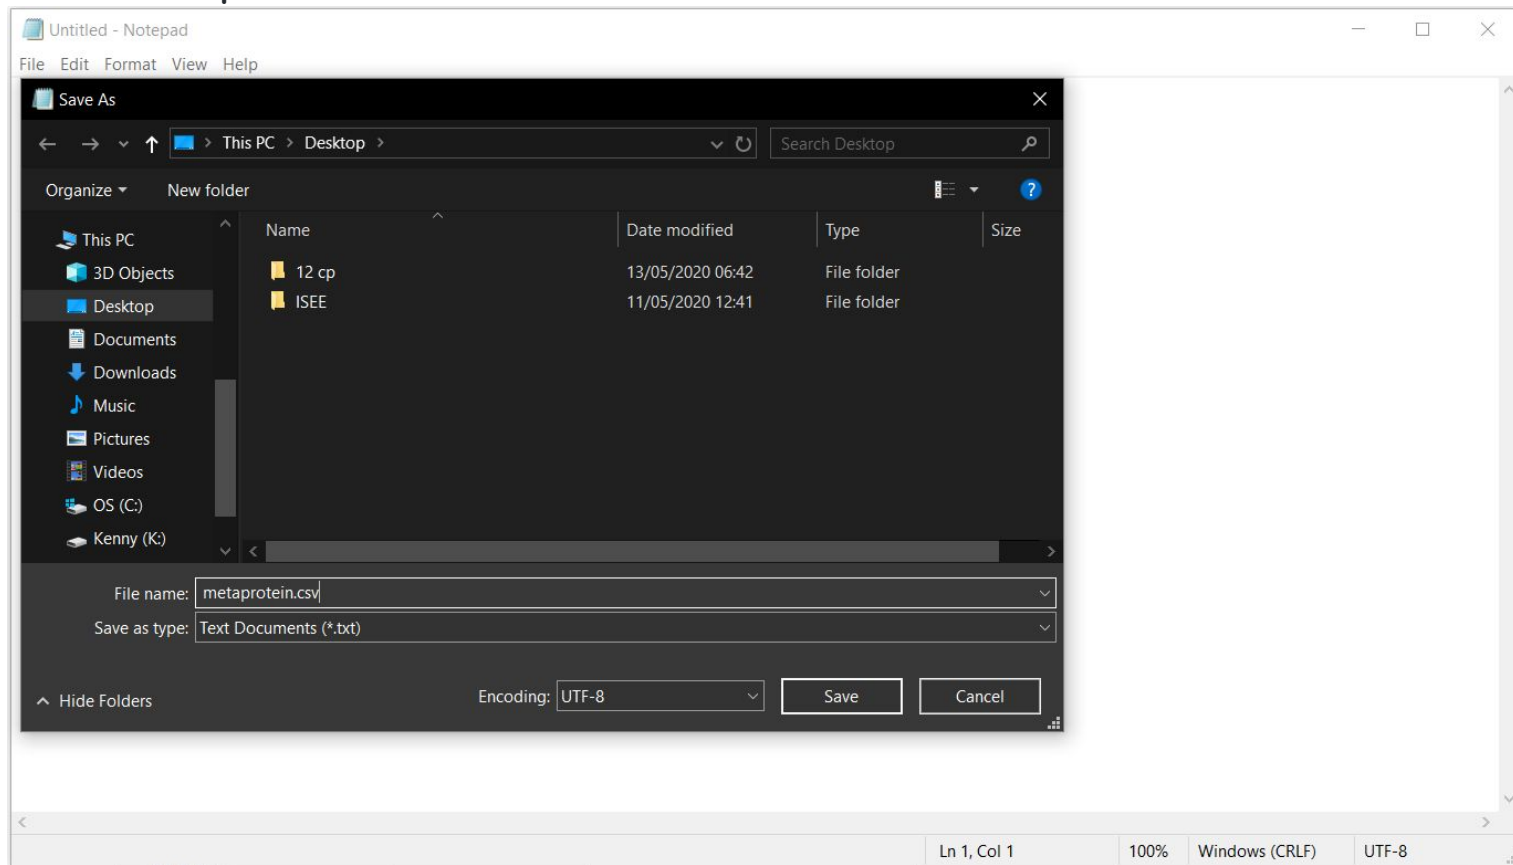 Untitled - Notepad
File Edit Format View Help
Save As
This PC > Desktop >
Search Desktop
Organize
New folder
This PC
3D Objects
Desktop
Documents
Downloads
Music
Pictures
Videos
OS (C:)
Kenny (K:)
Name Date modified Type Size
12 cp 13/05/2020 06:42 File folder
ISEE 11/05/2020 12:41 File folder
File name: metaprotein.csv
Save as type: Text Documents (*.txt)
Hide Folders
Encoding: UTF-8
Save
Cancel
Ln 1, Col 1 100% Windows (CRLF) UTF-8